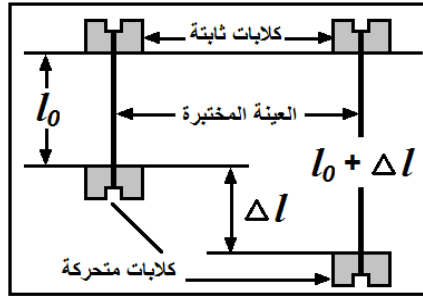 كلابات ثابتة
l₀
العينة المختبرة
l₀ + Δl
Δl
كلابات متحركة